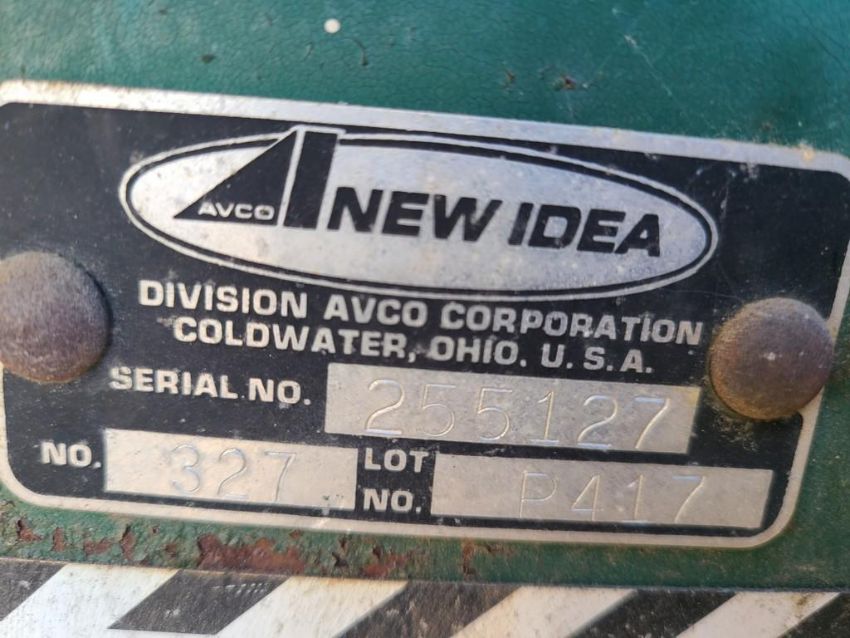 AVCO NEW IDEA
DIVISION AVCO CORPORATION
COLDWATER, OHIO. U.S.A.
SERIAL NO. 255127
NO. 327 LOT NO. P417